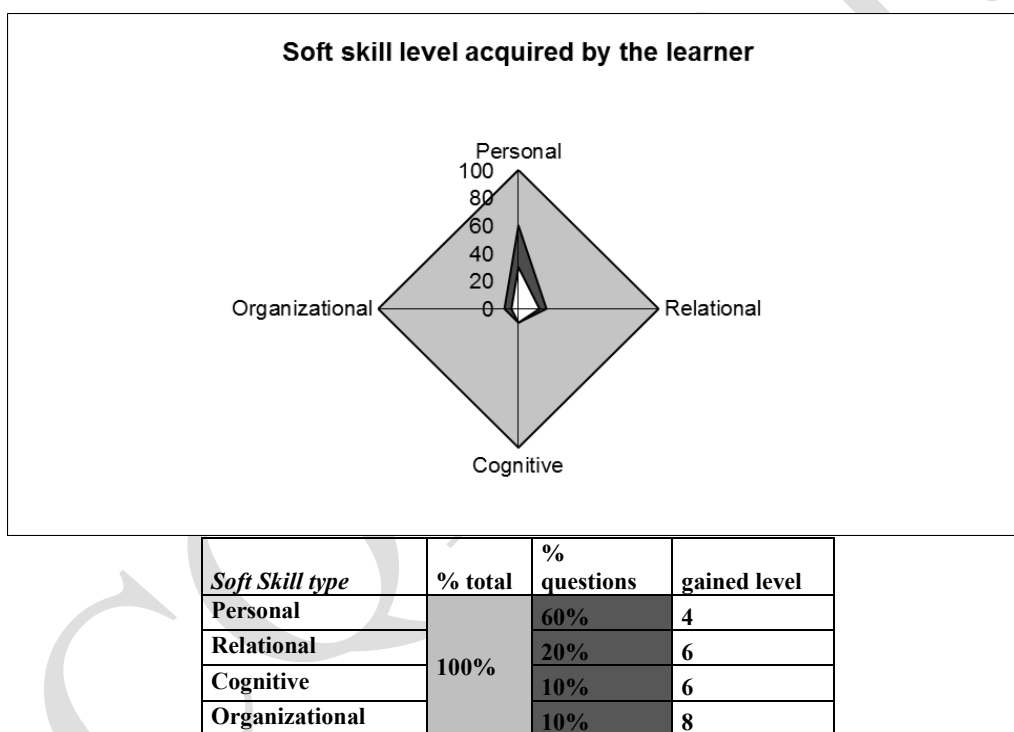 Soft skill level acquired by the learner
Personal
100
80
60
40
20
0
Organizational
Relational
Cognitive
Soft Skill type % total % questions gained level
Personal 100% 60% 4
Relational 20% 6
Cognitive 10% 6
Organizational 10% 8